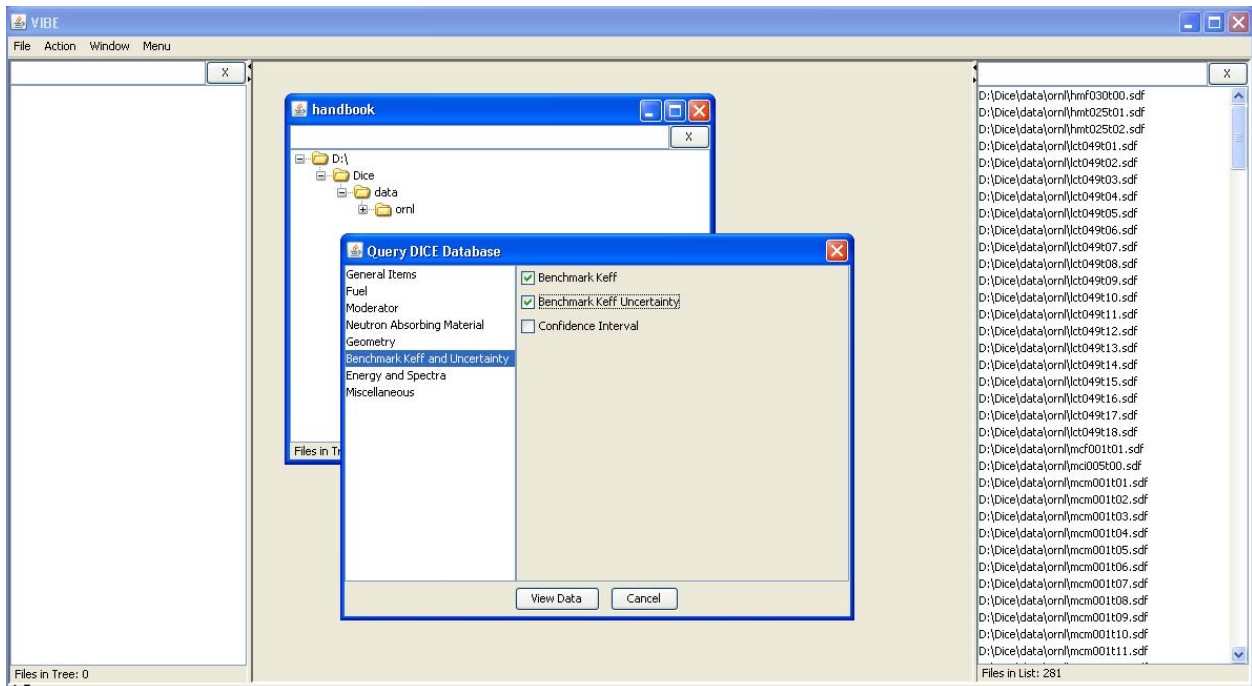 VIBE
File Action Window Menu
X
handbook
X
D:\
Dice
data
ornl
Files in Tr
Query DICE Database
General Items
Fuel
Moderator
Neutron Absorbing Material
Geometry
Benchmark Keff and Uncertainty
Energy and Spectra
Miscellaneous
Benchmark Keff
Benchmark Keff Uncertainty
Confidence Interval
View Data Cancel
X
D:\Dice\data\ornl\hmf030t00.sdf
D:\Dice\data\ornl\hmt025t01.sdf
D:\Dice\data\ornl\hmt025t02.sdf
D:\Dice\data\ornl\lct049t01.sdf
D:\Dice\data\ornl\lct049t02.sdf
D:\Dice\data\ornl\lct049t03.sdf
D:\Dice\data\ornl\lct049t04.sdf
D:\Dice\data\ornl\lct049t05.sdf
D:\Dice\data\ornl\lct049t06.sdf
D:\Dice\data\ornl\lct049t07.sdf
D:\Dice\data\ornl\lct049t08.sdf
D:\Dice\data\ornl\lct049t09.sdf
D:\Dice\data\ornl\lct049t10.sdf
D:\Dice\data\ornl\lct049t11.sdf
D:\Dice\data\ornl\lct049t12.sdf
D:\Dice\data\ornl\lct049t13.sdf
D:\Dice\data\ornl\lct049t14.sdf
D:\Dice\data\ornl\lct049t15.sdf
D:\Dice\data\ornl\lct049t16.sdf
D:\Dice\data\ornl\lct049t17.sdf
D:\Dice\data\ornl\lct049t18.sdf
D:\Dice\data\ornl\mcf001t01.sdf
D:\Dice\data\ornl\mci005t00.sdf
D:\Dice\data\ornl\mcm001t01.sdf
D:\Dice\data\ornl\mcm001t02.sdf
D:\Dice\data\ornl\mcm001t03.sdf
D:\Dice\data\ornl\mcm001t04.sdf
D:\Dice\data\ornl\mcm001t05.sdf
D:\Dice\data\ornl\mcm001t06.sdf
D:\Dice\data\ornl\mcm001t07.sdf
D:\Dice\data\ornl\mcm001t08.sdf
D:\Dice\data\ornl\mcm001t09.sdf
D:\Dice\data\ornl\mcm001t10.sdf
D:\Dice\data\ornl\mcm001t11.sdf
Files in Tree: 0
Files in List: 281